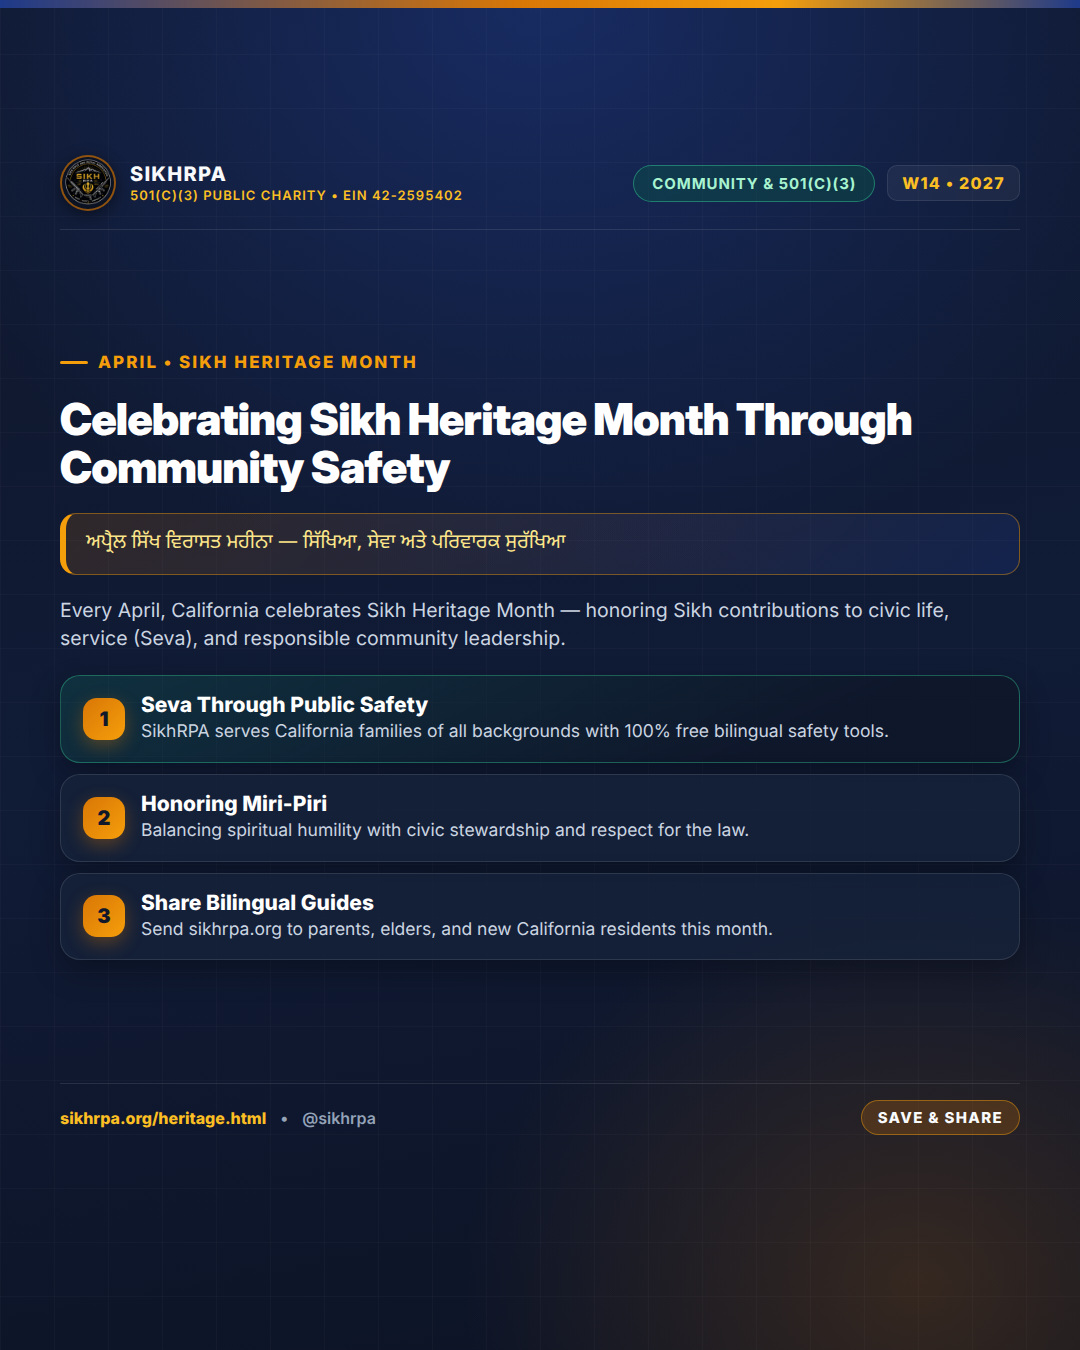 SIKH
SIKHRPA
501(C)(3) PUBLIC CHARITY • EIN 42-2595402
COMMUNITY & 501(C)(3)
W14 • 2027
APRIL • SIKH HERITAGE MONTH
Celebrating Sikh Heritage Month Through
Community Safety
ਅਪ੍ਰੈਲ ਸਿੱਖ ਵਿਰਾਸਤ ਮਹੀਨਾ — ਸਿੱਖਿਆ, ਸੇਵਾ ਅਤੇ ਪਰਿਵਾਰਕ ਸੁਰੱਖਿਆ
Every April, California celebrates Sikh Heritage Month — honoring Sikh contributions to civic life,
service (Seva), and responsible community leadership.
1
Seva Through Public Safety
SikhRPA serves California families of all backgrounds with 100% free bilingual safety tools.
2
Honoring Miri-Piri
Balancing spiritual humility with civic stewardship and respect for the law.
3
Share Bilingual Guides
Send sikhrpa.org to parents, elders, and new California residents this month.
sikhrpa.org/heritage.html • @sikhrpa
SAVE & SHARE